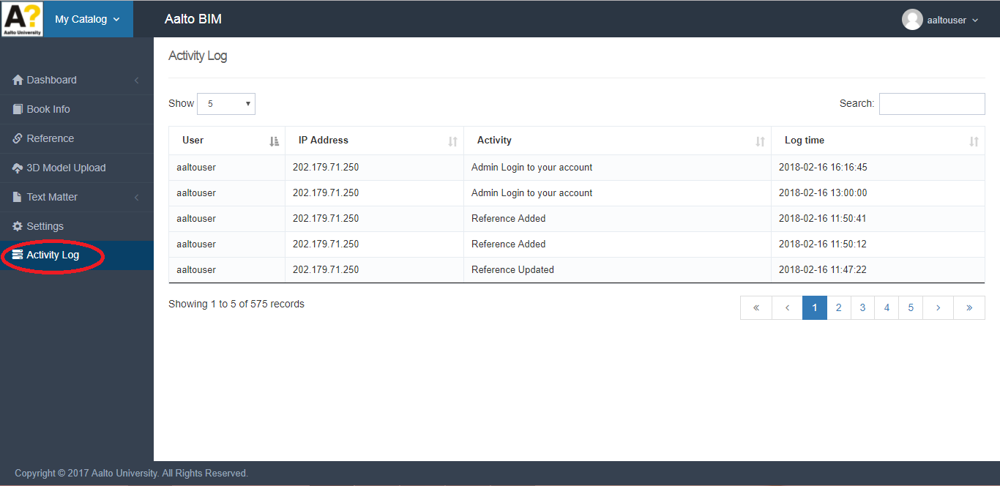 A?
Aalto University
My Catalog
Aalto BIM
aaltouser
Dashboard
Book Info
Reference
3D Model Upload
Text Matter
Settings
Activity Log
Activity Log
Show 5
Search:
User IP Address Activity Log time
aaltouser 202.179.71.250 Admin Login to your account 2018-02-16 16:16:45
aaltouser 202.179.71.250 Admin Login to your account 2018-02-16 13:00:00
aaltouser 202.179.71.250 Reference Added 2018-02-16 11:50:41
aaltouser 202.179.71.250 Reference Added 2018-02-16 11:50:12
aaltouser 202.179.71.250 Reference Updated 2018-02-16 11:47:22
Showing 1 to 5 of 575 records
« ‹ 1 2 3 4 5 › »
Copyright © 2017 Aalto University. All Rights Reserved.